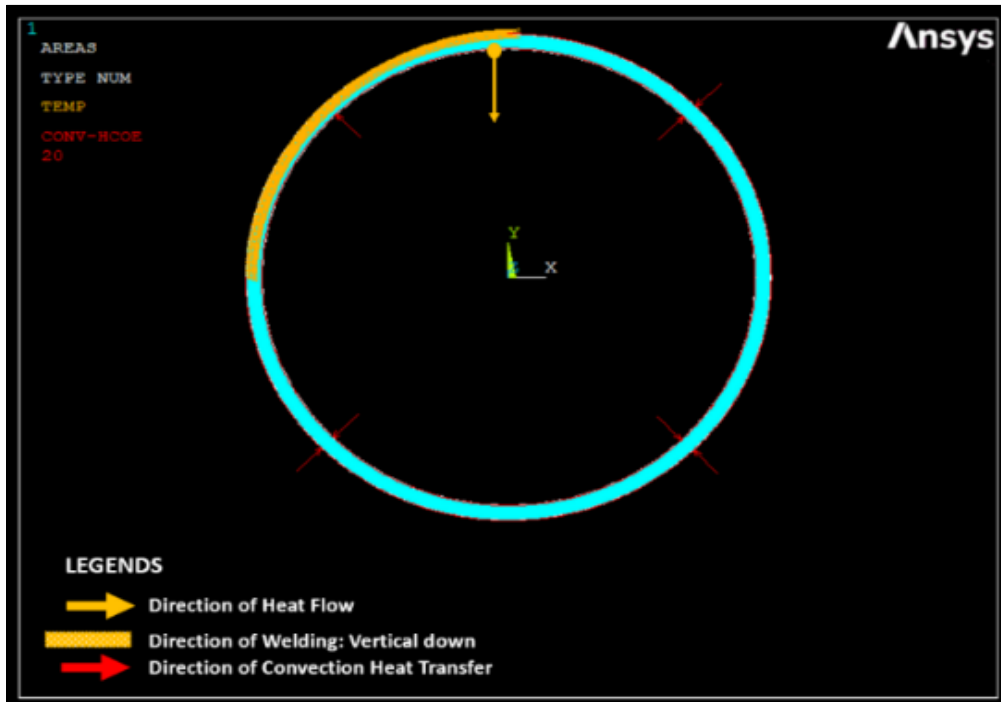 1
AREAS
TYPE NUM
TEMP
CONV-HCOE
20
Ansys
Y
X
LEGENDS
Direction of Heat Flow
Direction of Welding: Vertical down
Direction of Convection Heat Transfer